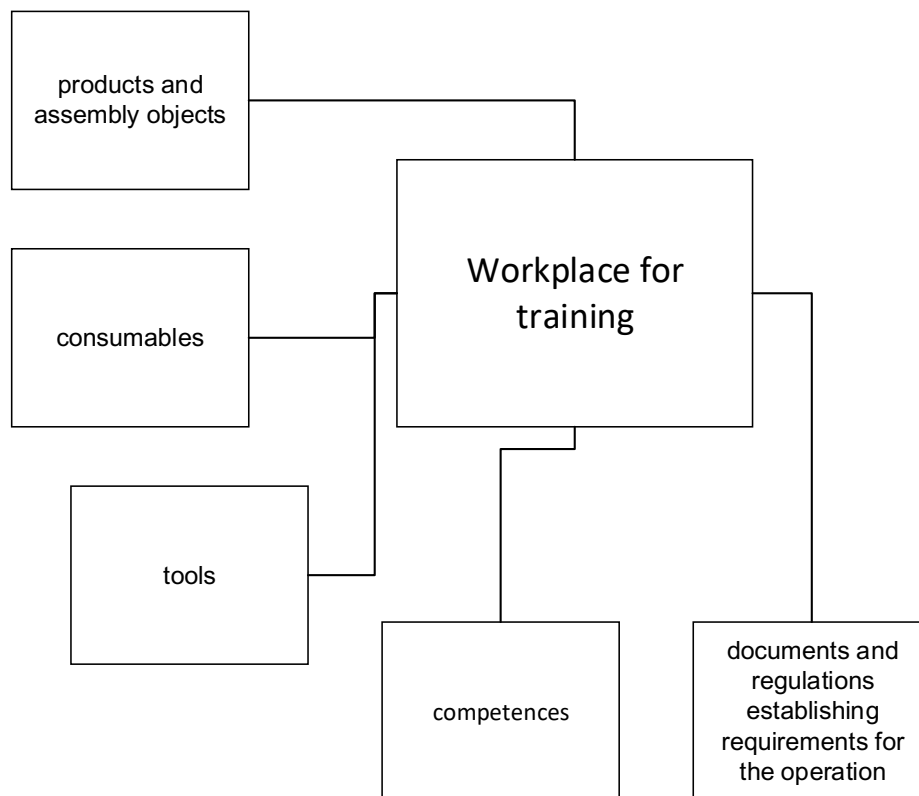 products and
assembly objects
Workplace for
training
consumables
tools
competences
documents and
regulations
establishing
requirements for
the operation